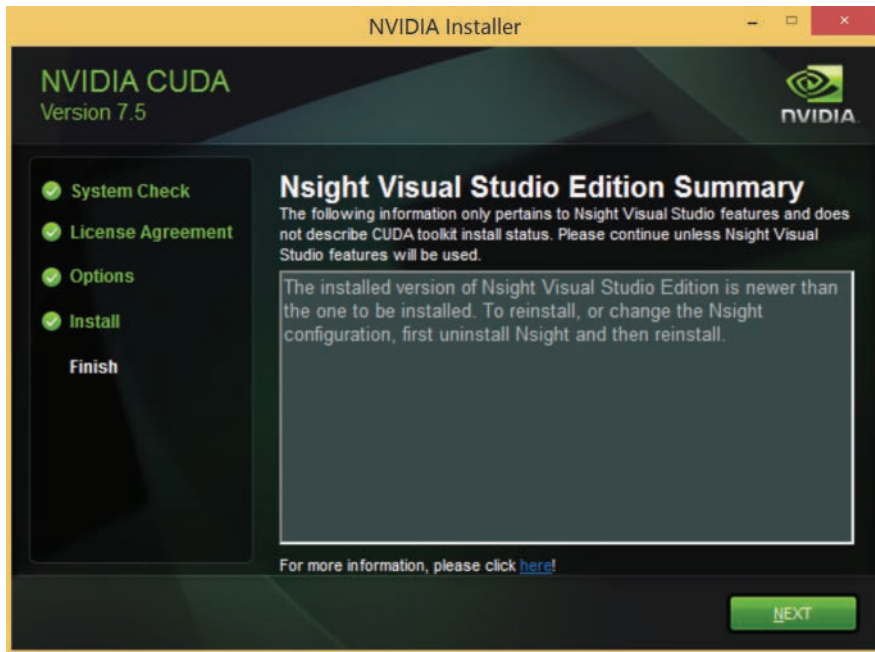 NVIDIA Installer
NVIDIA CUDA
Version 7.5
NVIDIA.
System Check
License Agreement
Options
Install
Finish
Nsight Visual Studio Edition Summary
The following information only pertains to Nsight Visual Studio features and does
not describe CUDA toolkit install status. Please continue unless Nsight Visual
Studio features will be used.
The installed version of Nsight Visual Studio Edition is newer than
the one to be installed. To reinstall, or change the Nsight
configuration, first uninstall Nsight and then reinstall.
For more information, please click here!
NEXT